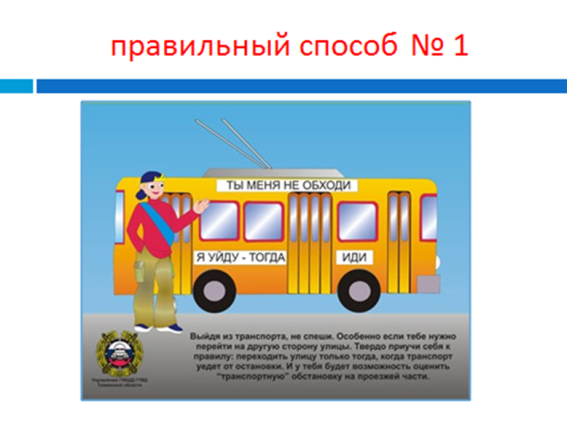 правильный способ № 1
ТЫ МЕНЯ НЕ ОБХОДИ
Я УЙДУ - ТОГДА ИДИ
Выйдя из транспорта, не спеши. Особенно если тебе нужно
перейти на другую сторону улицы. Твердо приучи себя к
правилу: переходить улицу только тогда, когда транспорт
уедет от остановки. И у тебя будет возможность оценить
“транспортную” обстановку на проезжей части.
Управление ГИБДД ГУВД
Тюменской области